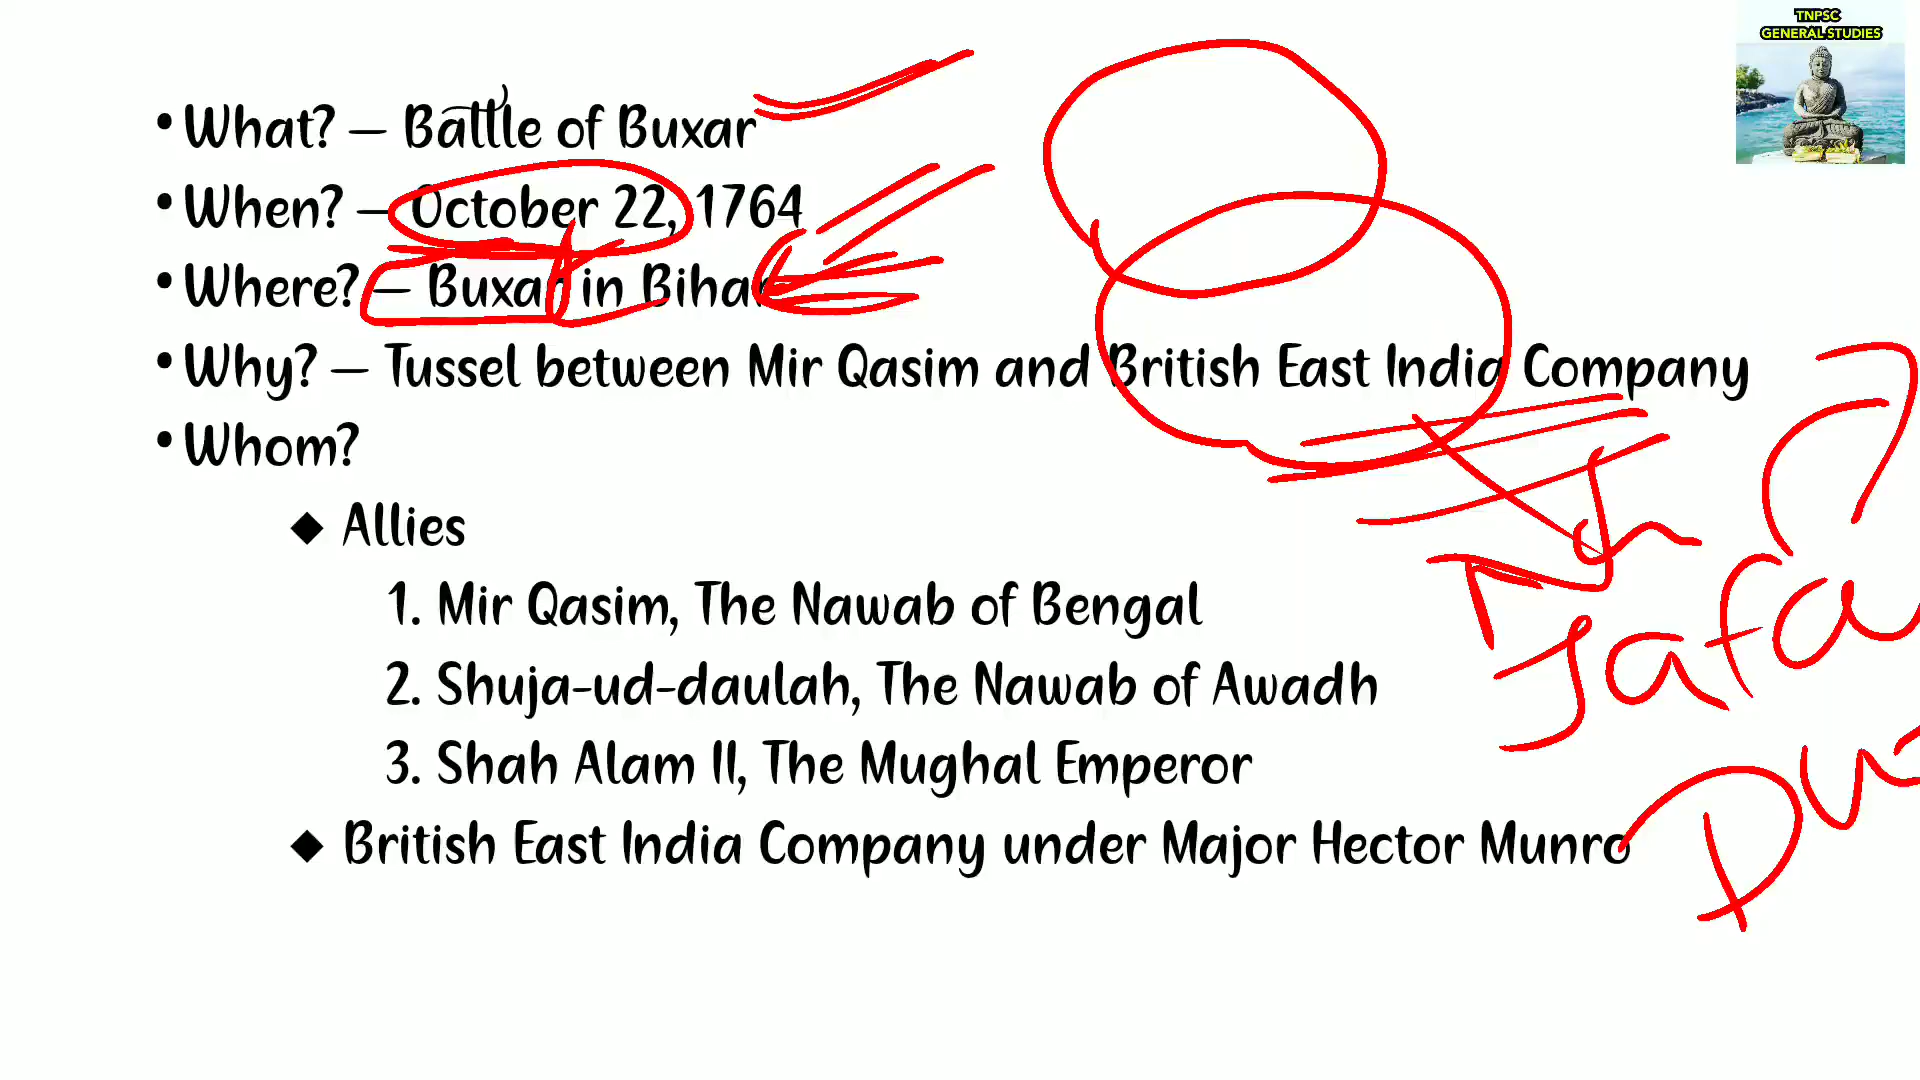 TNPSC
GENERAL STUDIES
• What? – Battle of Buxar
• When? – October 22, 1764
• Where? – Buxar in Bihar
• Why? – Tussel between Mir Qasim and British East India Company
• Whom?
◆ Allies
1. Mir Qasim, The Nawab of Bengal
2. Shuja-ud-daulah, The Nawab of Awadh
3. Shah Alam II, The Mughal Emperor
Jafa
◆ British East India Company under Major Hector Munro